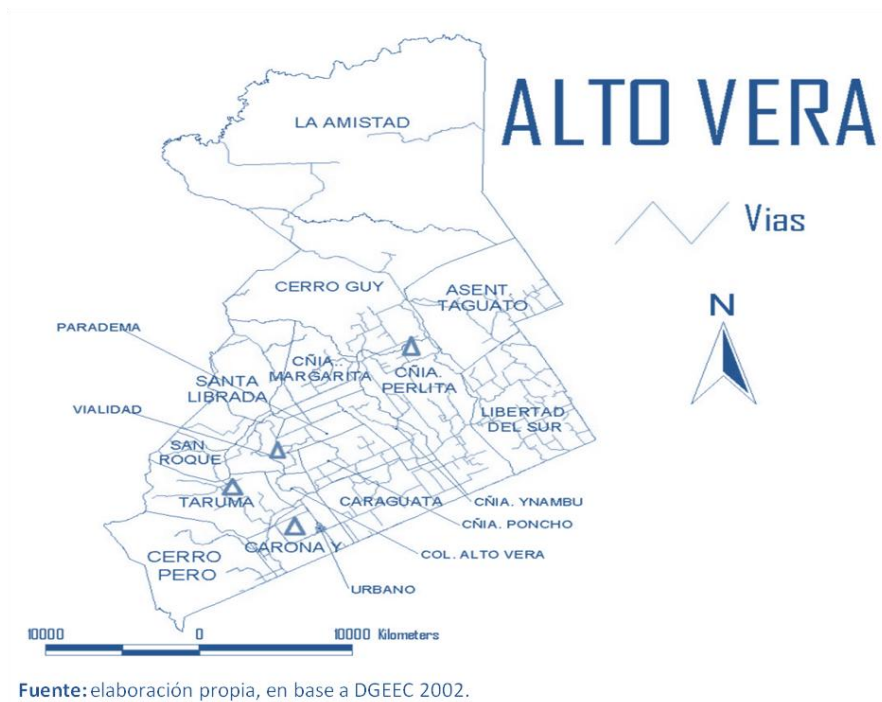 ALTO VERA
LA AMISTAD
Vias
N
CERRO GUY
ASENT.
TAGUATO
PARADEMA
CÑIA..
MARGARITA
CÑIA.
PERLITA
SANTA
LIBRADA
VIALIDAD
LIBERTAD
DEL SUR
SAN
ROQUE
TARUMA
CARAGUATA
CÑIA. YNAMBU
CÑIA. PONCHO
CARONA Y
COL. ALTO VERA
CERRO
PERO
URBANO
10000 0 10000 Kilometers
Fuente: elaboración propia, en base a DGEEC 2002.